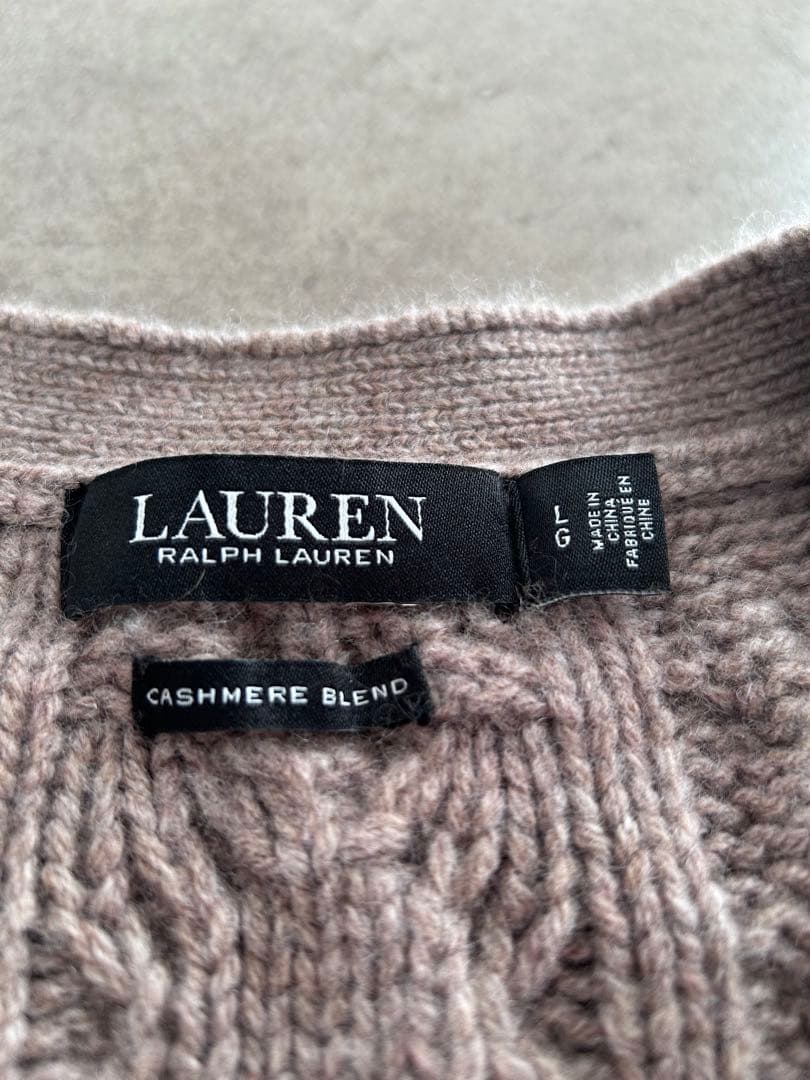 LAUREN
RALPH LAUREN
L
G
MADE IN
CHINA
FABRIQUÉ EN
CHINE
CASHMERE BLEND